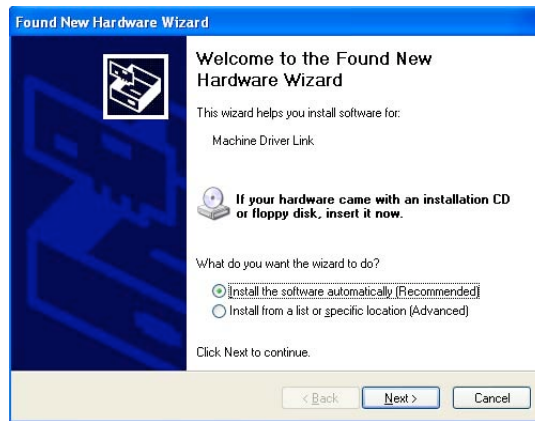 Found New Hardware Wizard
Welcome to the Found New
Hardware Wizard
This wizard helps you install software for:
Machine Driver Link
If your hardware came with an installation CD
or floppy disk, insert it now.
What do you want the wizard to do?
Install the software automatically (Recommended)
Install from a list or specific location (Advanced)
Click Next to continue.
< Back
Next >
Cancel